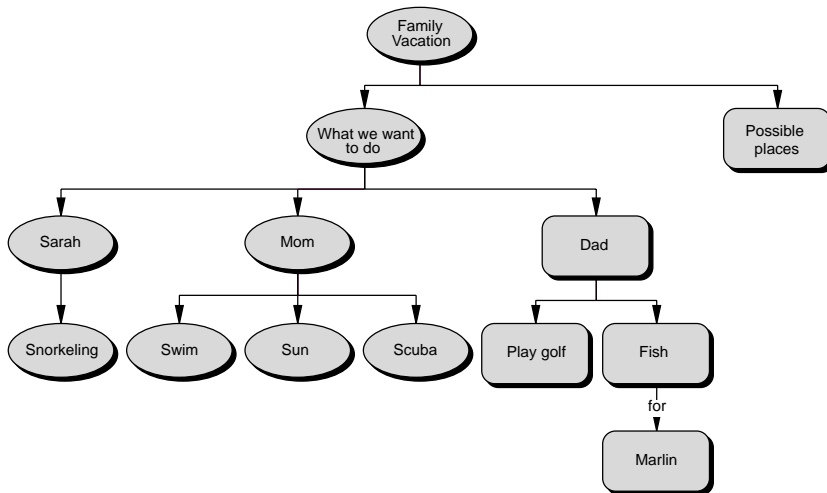 Family
Vacation
What we want
to do
Possible
places
Sarah
Mom
Dad
Snorkeling
Swim
Sun
Scuba
Play golf
Fish
for
Marlin